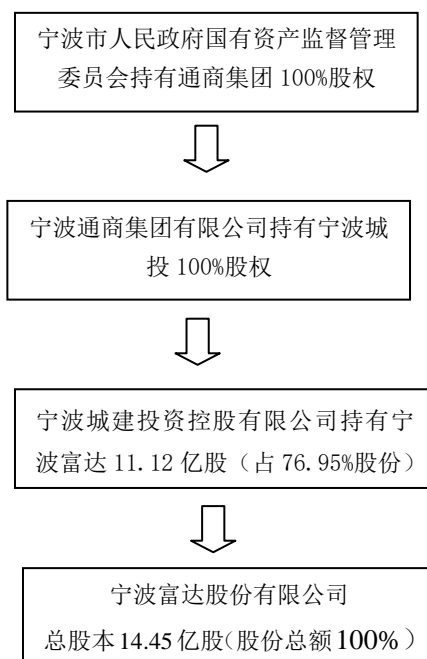 宁波市人民政府国有资产监督管理
委员会持有通商集团 100%股权
宁波通商集团有限公司持有宁波城
投 100%股权
宁波城建投资控股有限公司持有宁
波富达 11.12 亿股（占 76.95%股份）
宁波富达股份有限公司
总股本 14.45 亿股（股份总额 100%）